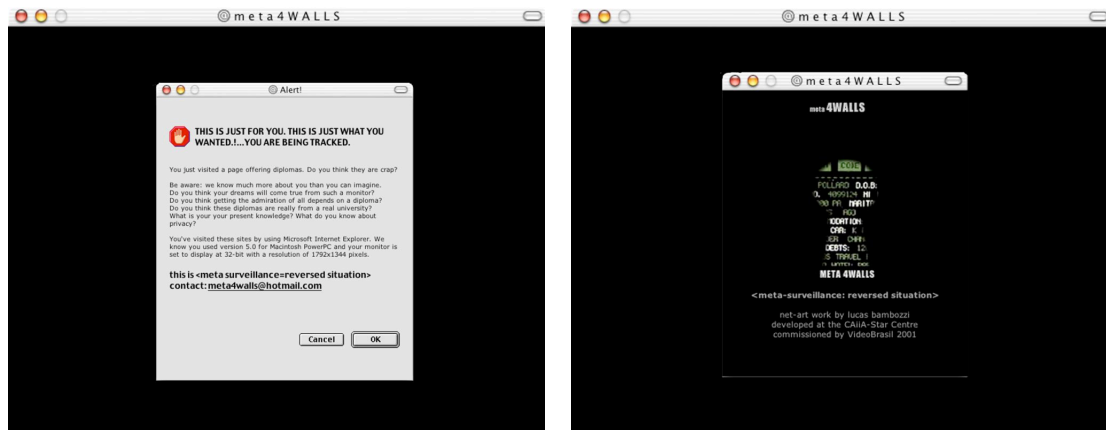 @meta4WALLS
@ Alert!
THIS IS JUST FOR YOU. THIS IS JUST WHAT YOU
WANTED.!...YOU ARE BEING TRACKED.
You just visited a page offering diplomas. Do you think they are crap?
Be aware: we know much more about you than you can imagine.
Do you think your dreams will come true from such a monitor?
Do you think getting the admiration of all depends on a diploma?
Do you think these diplomas are really from a real university?
What is your your present knowledge? What do you know about
privacy?
You've visited these sites by using Microsoft Internet Explorer. We
know you used version 5.0 for Macintosh PowerPC and your monitor is
set to display at 32-bit with a resolution of 1792x1344 pixels.
this is <meta surveillance=reversed situation>
contact: meta4walls@hotmail.com
Cancel OK
@meta4WALLS
@meta4WALLS
meta 4WALLS
POLLARD D.O.B:
4099124
AGO
CAR: K
DEBTS: 12
TRAVEL
META 4WALLS
<meta-surveillance: reversed situation>
net-art work by lucas bambozzi
developed at the CAiiA-Star Centre
commissioned by VideoBrasil 2001